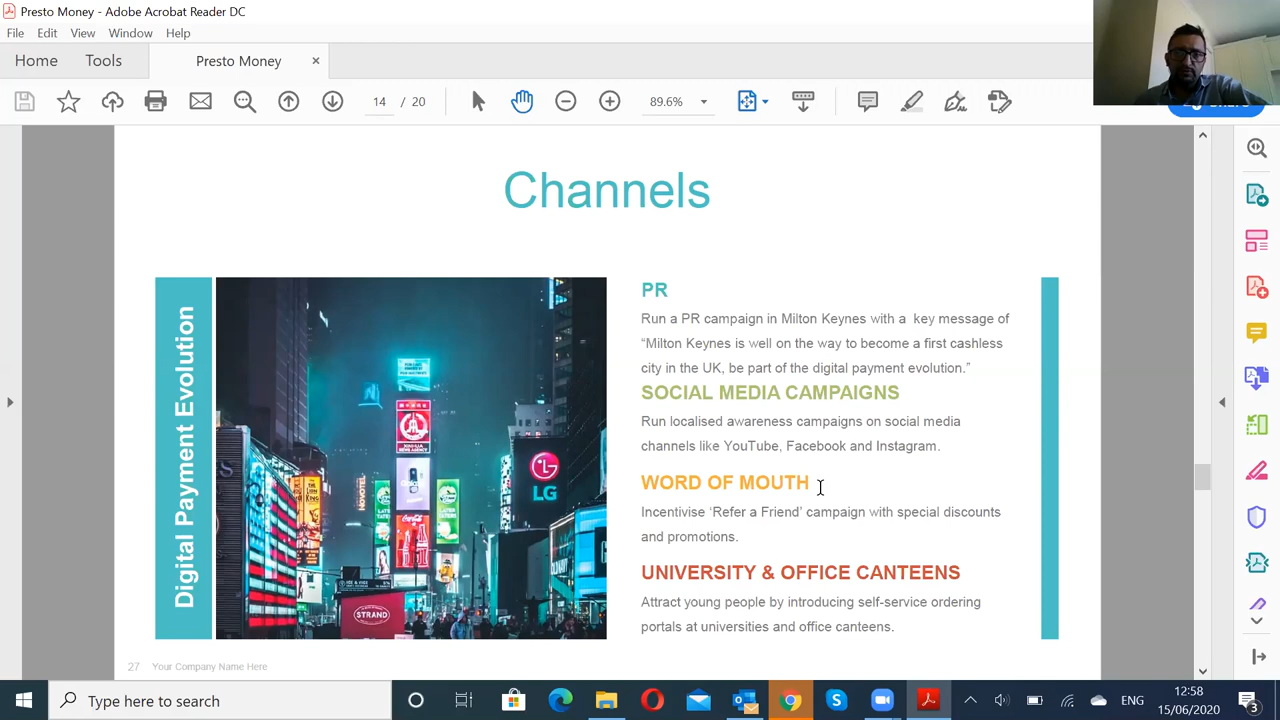 Presto Money - Adobe Acrobat Reader DC
File Edit View Window Help
Home Tools Presto Money ×
14 / 20 89.6%
Channels
Digital Payment Evolution
LG
STRAND
PR
Run a PR campaign in Milton Keynes with a key message of
“Milton Keynes is well on the way to become a first cashless
city in the UK, be part of the digital payment evolution.”
SOCIAL MEDIA CAMPAIGNS
Run localised awareness campaigns on social media
channels like YouTube, Facebook and Instagram.
WORD OF MOUTH
Incentivise ‘Refer a Friend’ campaign with special discounts
and promotions.
UNIVERSITY & OFFICE CANTEENS
Attract young people by introducing self-service ordering
portals at universities and office canteens.
27 Your Company Name Here
Type here to search
ENG
12:58
15/06/2020
3